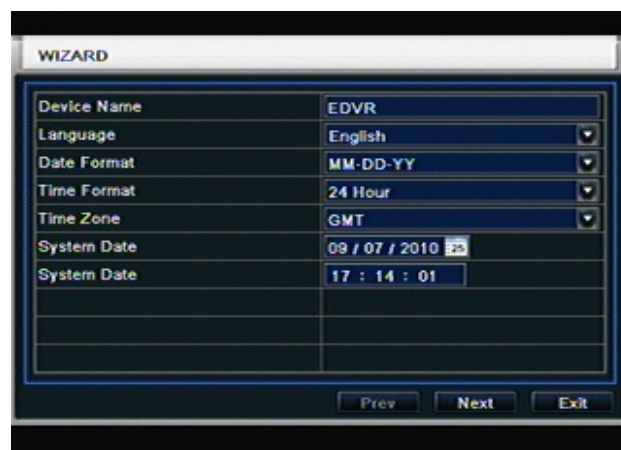 WIZARD
Device Name EDVR
Language English
Date Format MM-DD-YY
Time Format 24 Hour
Time Zone GMT
System Date 09 / 07 / 2010 25
System Date 17 : 14 : 01
Prev Next Exit